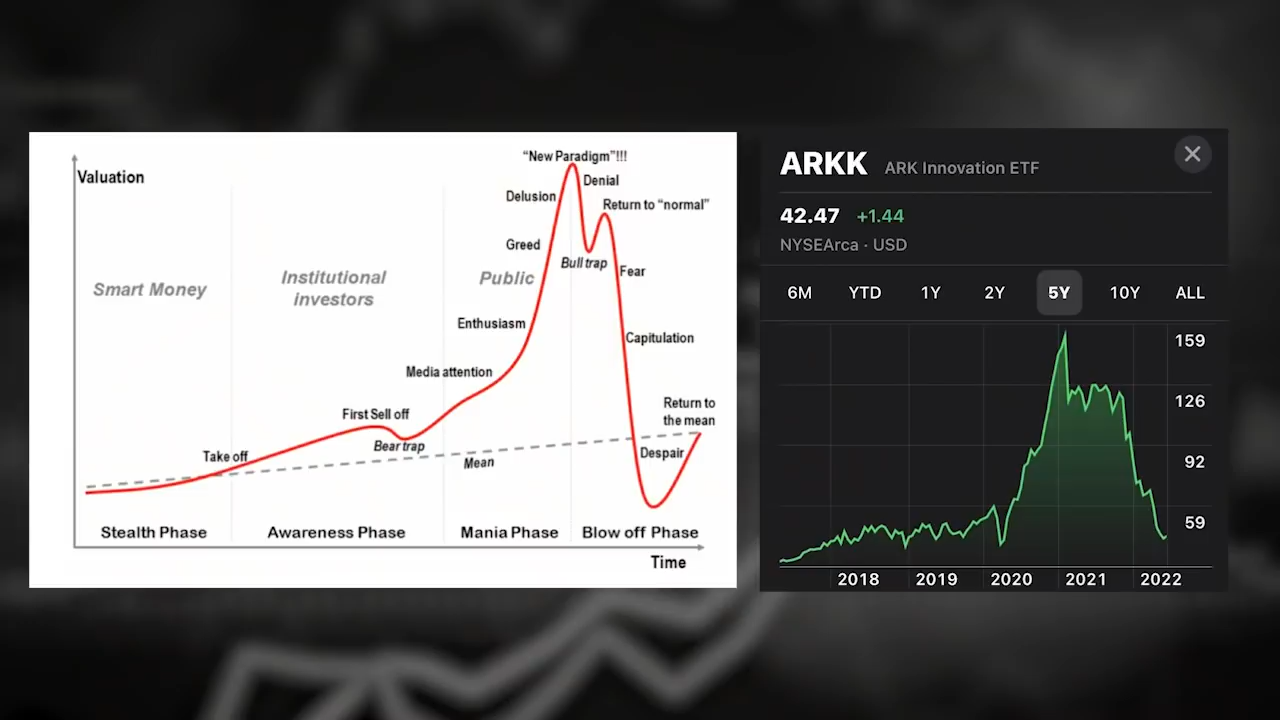 Valuation
"New Paradigm"!!!
Denial
Delusion
Return to "normal"
Greed
Bull trap
Fear
Smart Money
Institutional
investors
Public
Enthusiasm
Capitulation
Media attention
First Sell off
Bear trap
Return to
the mean
Take off
Mean
Despair
Stealth Phase
Awareness Phase
Mania Phase
Blow off Phase
Time
ARKK ARK Innovation ETF
42.47 +1.44
NYSEArca · USD
6M YTD 1Y 2Y 5Y 10Y ALL
159
126
92
59
2018 2019 2020 2021 2022